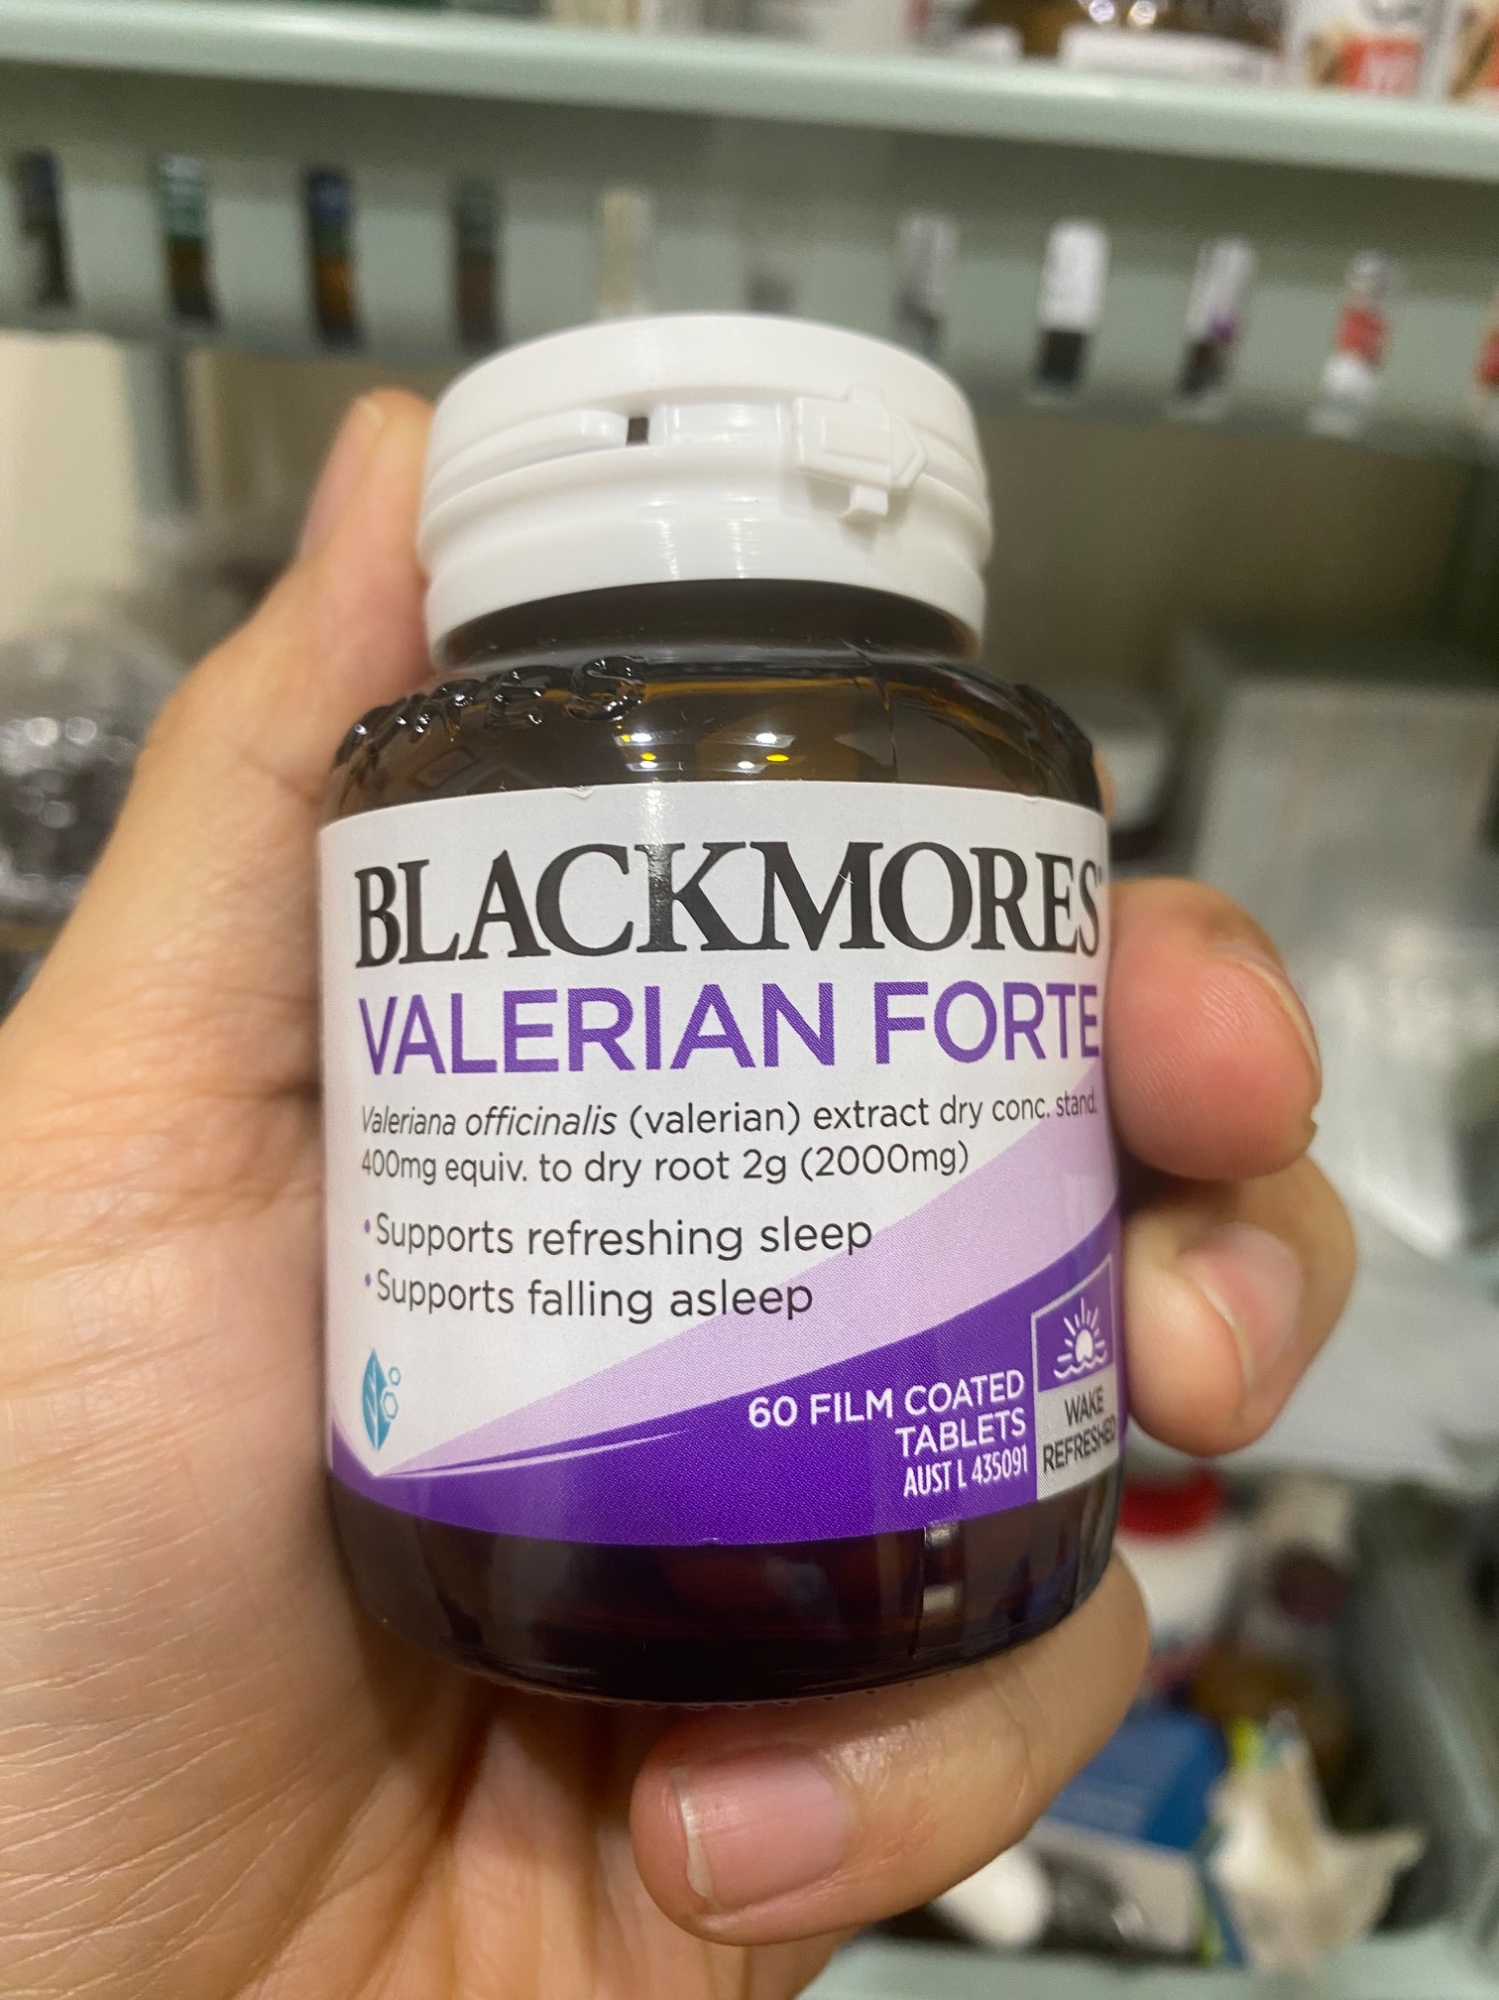 BLACKMORES
VALERIAN FORTE
Valeriana officinalis (valerian) extract dry conc. stand.
400mg equiv. to dry root 2g (2000mg)
•Supports refreshing sleep
•Supports falling asleep
60 FILM COATED
TABLETS
AUST L 435091
WAKE
REFRESHED